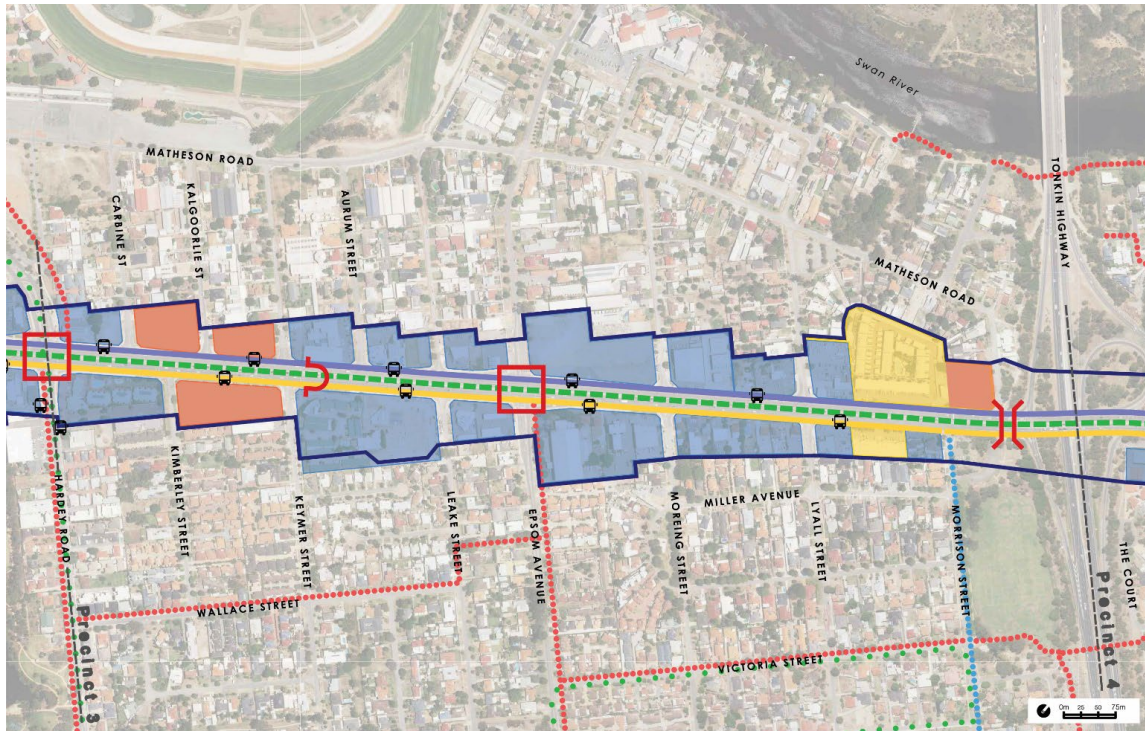 Swan River
MATHESON ROAD
TONKIN HIGHWAY
CARBINE ST
KALGOORLIE ST
AURUM STREET
MATHESON ROAD
HARDEY ROAD
KIMBERLEY STREET
KEYMER STREET
LEAKE STREET
EPSOM AVENUE
MOREING STREET
MILLER AVENUE
LYALL STREET
MORRISON STREET
THE COURT
WALLACE STREET
VICTORIA STREET
Precinct 3
Precinct 4
0m 25 50 75m